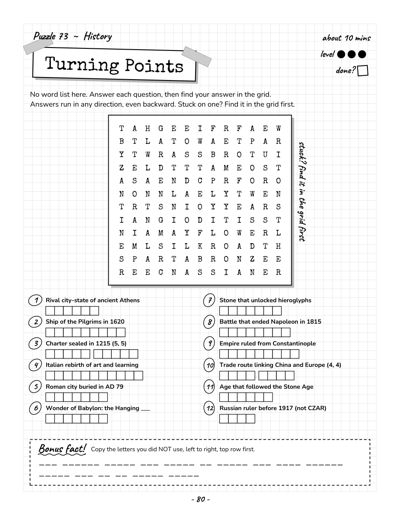 Puzzle 73 ~ History
about 10 mins
level
done?
Turning Points
No word list here. Answer each question, then find your answer in the grid.
Answers run in any direction, even backward. Stuck on one? Find it in the grid first.
T A H G E E I F R F A E W
B T L A T O W A E T P A R
Y T W R A S S B R O T U I
Z E L D T T T A M E O S T
A S A E N D C P R F O R O
N O N N L A E L Y T W E N
T R T S N I O Y Y E A R S
I A N G I O D I T I S S T
N I A M A Y F L O W E R L
E M L S I L K R O A D T H
S P A R T A B R O N Z E E
R E E C N A S S I A N E R
stuck? find it in the grid first
1 Rival city-state of ancient Athens
2 Ship of the Pilgrims in 1620
3 Charter sealed in 1215 (5, 5)
4 Italian rebirth of art and learning
5 Roman city buried in AD 79
6 Wonder of Babylon: the Hanging ___
7 Stone that unlocked hieroglyphs
8 Battle that ended Napoleon in 1815
9 Empire ruled from Constantinople
10 Trade route linking China and Europe (4, 4)
11 Age that followed the Stone Age
12 Russian ruler before 1917 (not CZAR)
Bonus fact! Copy the letters you did NOT use, left to right, top row first.
- 80 -